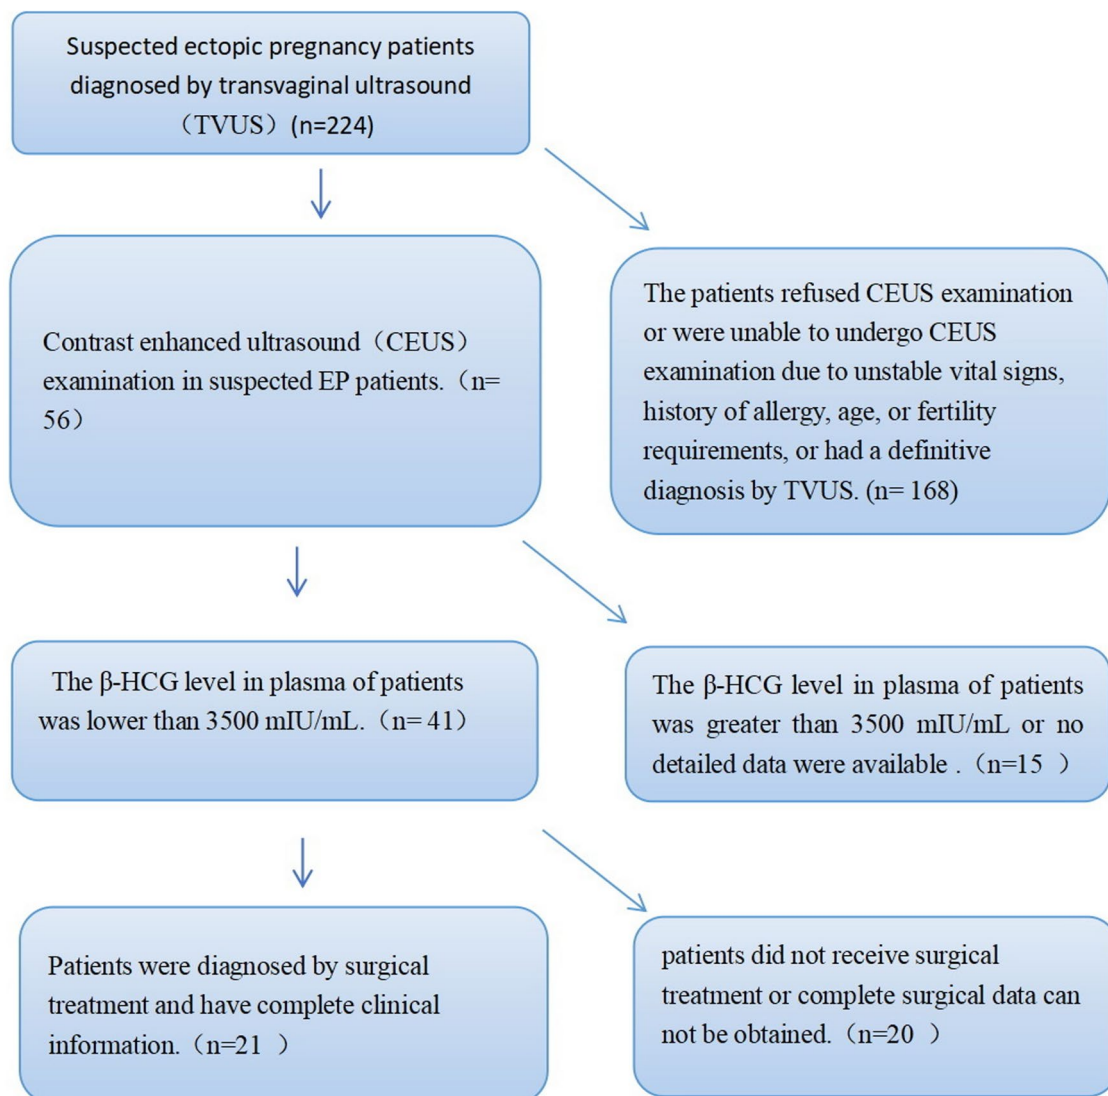 Suspected ectopic pregnancy patients
diagnosed by transvaginal ultrasound
（TVUS）(n=224)
Contrast enhanced ultrasound（CEUS）
examination in suspected EP patients.（n=
56）
The patients refused CEUS examination
or were unable to undergo CEUS
examination due to unstable vital signs,
history of allergy, age, or fertility
requirements, or had a definitive
diagnosis by TVUS. (n= 168)
The β-HCG level in plasma of patients
was lower than 3500 mIU/mL.（n= 41）
The β-HCG level in plasma of patients
was greater than 3500 mIU/mL or no
detailed data were available .（n=15 ）
Patients were diagnosed by surgical
treatment and have complete clinical
information.（n=21 ）
patients did not receive surgical
treatment or complete surgical data can
not be obtained.（n=20 ）